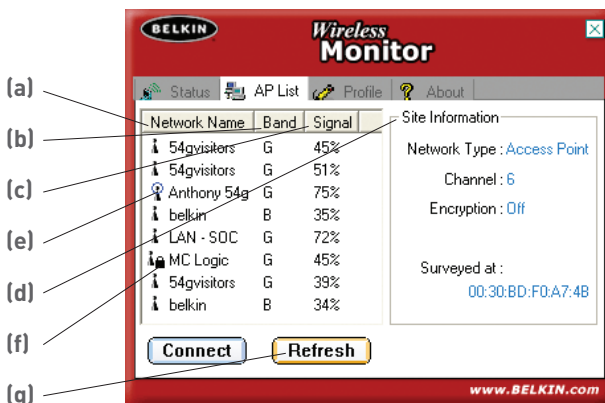 BELKIN
Wireless
Monitor
Status AP List Profile ? About
(a)
(b)
(c)
(e)
(d)
(f)
(g)
Network Name Band Signal
54gvisitors G 45%
54gvisitors G 51%
Anthony 54g G 75%
belkin B 35%
LAN - SOC G 72%
MC Logic G 45%
54gvisitors G 39%
belkin B 34%
Site Information
Network Type : Access Point
Channel : 6
Encryption : Off
Surveyed at :
00:30:BD:F0:A7:4B
Connect Refresh
www.BELKIN.com